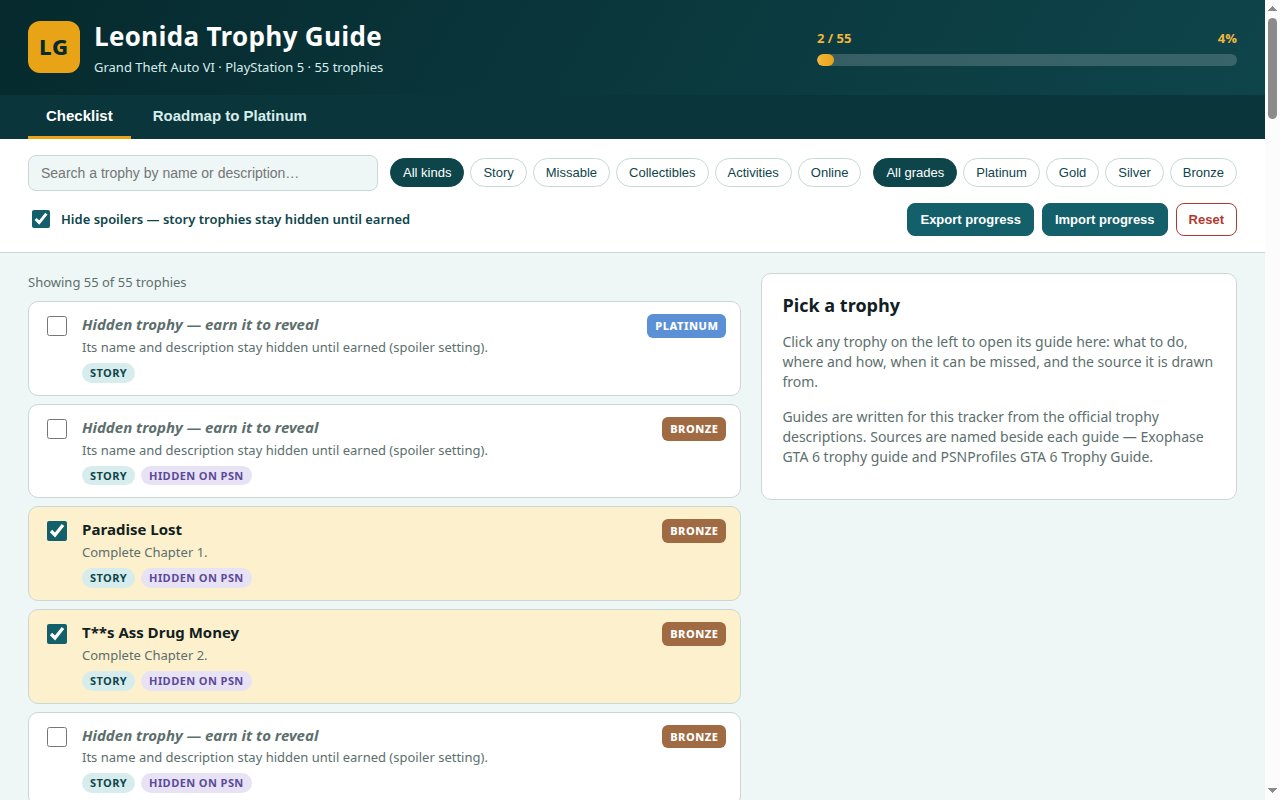 LG
Leonida Trophy Guide
Grand Theft Auto VI · PlayStation 5 · 55 trophies
2 / 55
4%
Checklist
Roadmap to Platinum
Search a trophy by name or description…
All kinds
Story
Missable
Collectibles
Activities
Online
All grades
Platinum
Gold
Silver
Bronze
Hide spoilers — story trophies stay hidden until earned
Export progress
Import progress
Reset
Showing 55 of 55 trophies
Hidden trophy — earn it to reveal
PLATINUM
Its name and description stay hidden until earned (spoiler setting).
STORY
Hidden trophy — earn it to reveal
BRONZE
Its name and description stay hidden until earned (spoiler setting).
STORY
HIDDEN ON PSN
Paradise Lost
BRONZE
Complete Chapter 1.
STORY
HIDDEN ON PSN
T**s Ass Drug Money
BRONZE
Complete Chapter 2.
STORY
HIDDEN ON PSN
Hidden trophy — earn it to reveal
BRONZE
Its name and description stay hidden until earned (spoiler setting).
STORY
HIDDEN ON PSN
Pick a trophy
Click any trophy on the left to open its guide here: what to do,
where and how, when it can be missed, and the source it is drawn
from.
Guides are written for this tracker from the official trophy
descriptions. Sources are named beside each guide — Exophase
GTA 6 trophy guide and PSNProfiles GTA 6 Trophy Guide.